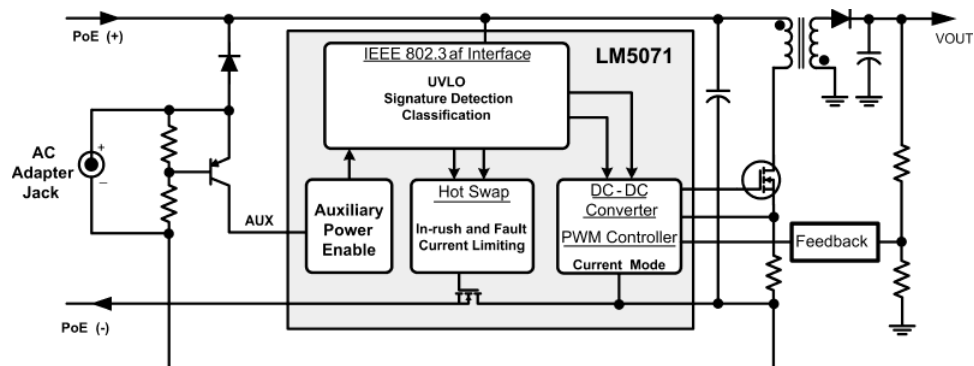 PoE (+)
VOUT
IEEE 802.3af Interface
LM5071
UVLO
Signature Detection
Classification
+
AC
Adapter
Jack
–
AUX
Auxiliary
Power
Enable
Hot Swap
In-rush and Fault
Current Limiting
DC - DC
Converter
PWM Controller
Current Mode
Feedback
PoE (-)